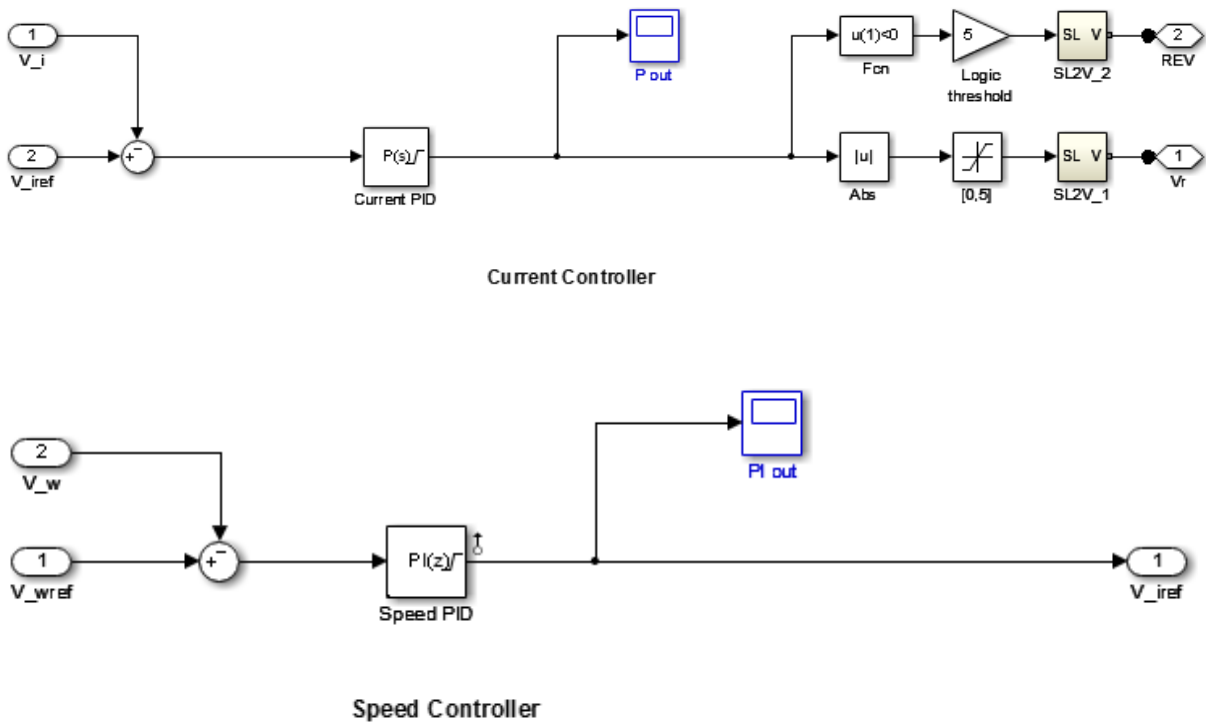 1
V_i
2
V_iref
+ −
P(s)
Current PID
P out
u(1)<0
Fcn
5
Logic
threshold
SL V
SL2V_2
2
REV
|u|
Abs
[0,5]
SL V
SL2V_1
1
Vr
Current Controller
2
V_w
1
V_wref
+ −
PI(z)
Speed PID
PI out
1
V_iref
Speed Controller